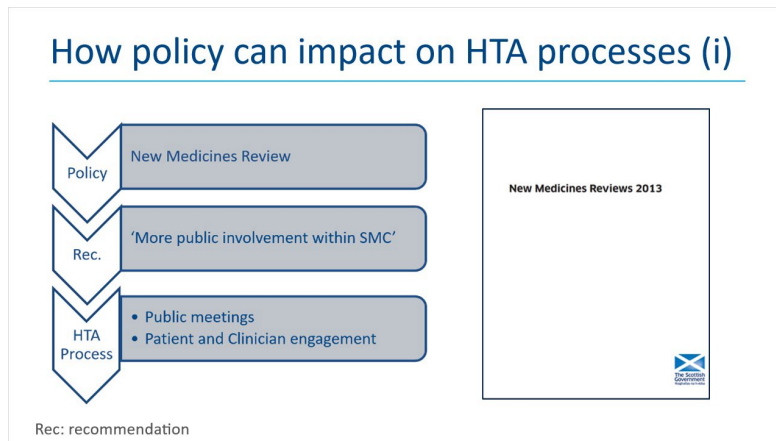 How policy can impact on HTA processes (i)
Policy
New Medicines Review
Rec.
‘More public involvement within SMC’
HTA
Process
• Public meetings
• Patient and Clinician engagement
New Medicines Reviews 2013
The Scottish
Government
Rec: recommendation